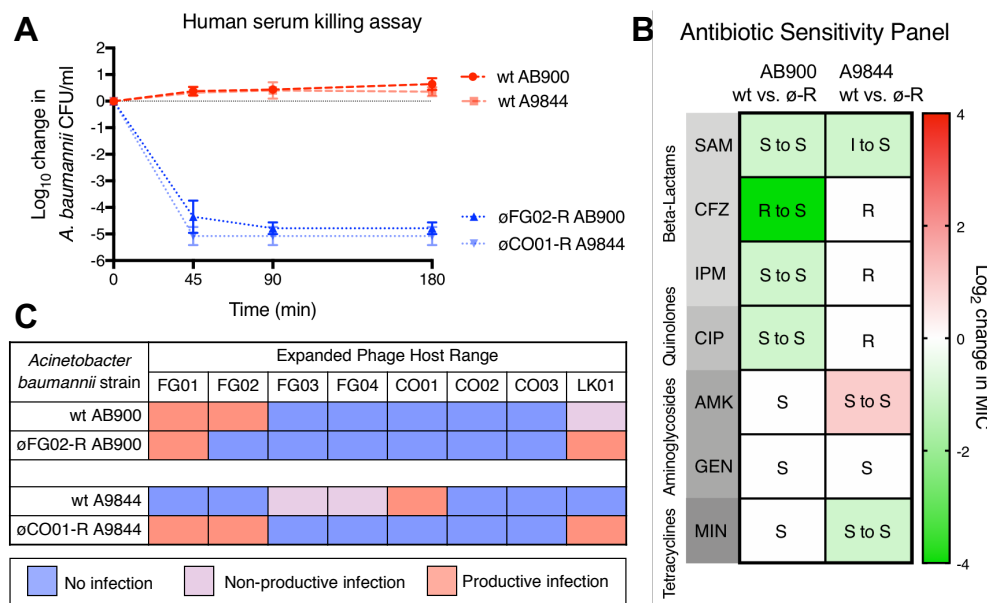 A
Human serum killing assay
Log10 change in
A. baumannii CFU/ml
2
1
0
-1
-2
-3
-4
-5
-6
0
45
90
180
Time (min)
wt AB900
wt A9844
øFG02-R AB900
øCO01-R A9844
B
Antibiotic Sensitivity Panel
AB900
wt vs. ø-R
A9844
wt vs. ø-R
Beta-Lactams
Quinolones
Aminoglycosides
Tetracyclines
SAM S to S I to S
CFZ R to S R
IPM S to S R
CIP S to S R
AMK S S to S
GEN S S
MIN S S to S
4
2
0
-2
-4
Log2 change in MIC
C
Acinetobacter
baumannii strain
Expanded Phage Host Range
FG01 FG02 FG03 FG04 CO01 CO02 CO03 LK01
wt AB900
øFG02-R AB900
wt A9844
øCO01-R A9844
No infection Non-productive infection Productive infection